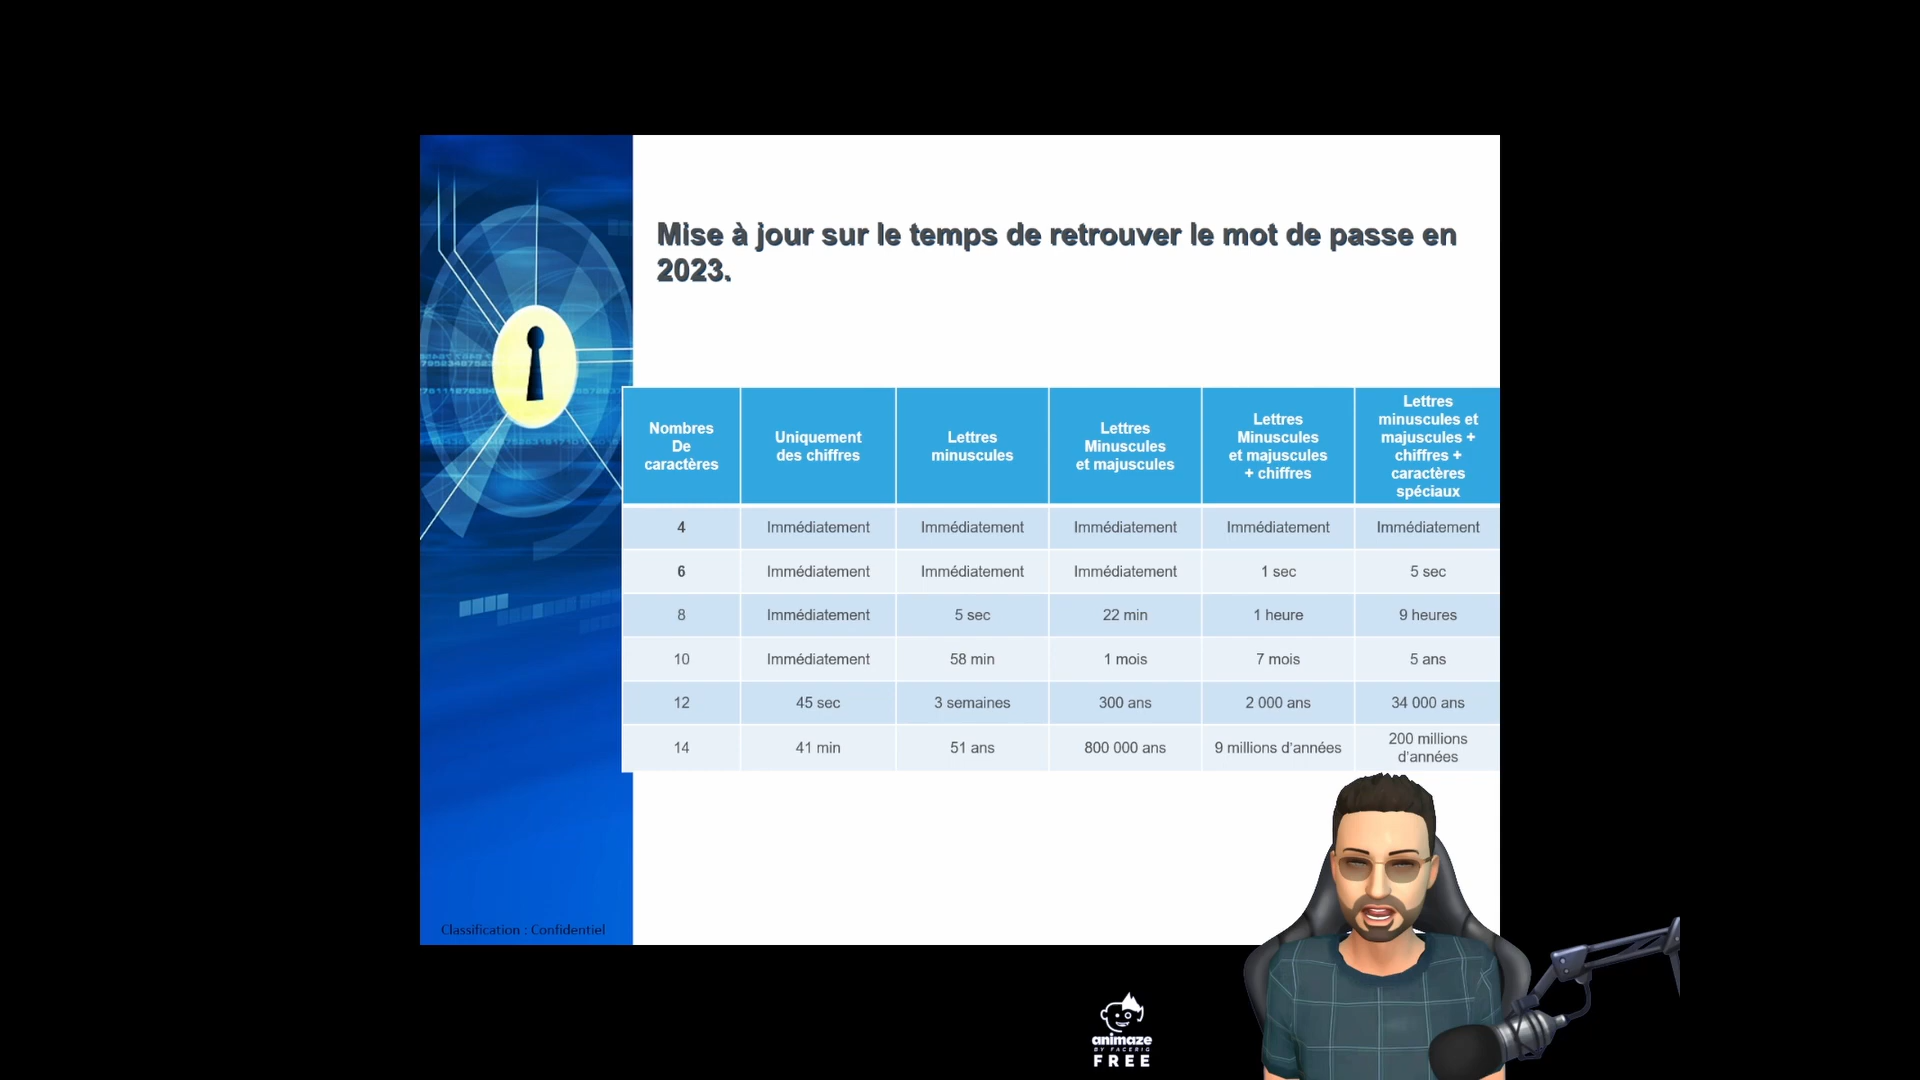 Mise à jour sur le temps de retrouver le mot de passe en
2023.
Nombres
De
caractères
Uniquement
des chiffres
Lettres
minuscules
Lettres
Minuscules
et majuscules
Lettres
Minuscules
et majuscules
+ chiffres
Lettres
minuscules et
majuscules +
chiffres +
caractères
spéciaux
4 Immédiatement Immédiatement Immédiatement Immédiatement Immédiatement
6 Immédiatement Immédiatement Immédiatement 1 sec 5 sec
8 Immédiatement 5 sec 22 min 1 heure 9 heures
10 Immédiatement 58 min 1 mois 7 mois 5 ans
12 45 sec 3 semaines 300 ans 2 000 ans 34 000 ans
14 41 min 51 ans 800 000 ans 9 millions d'années 200 millions
d'années
Classification : Confidentiel
animaze
BY FACERIG
FREE